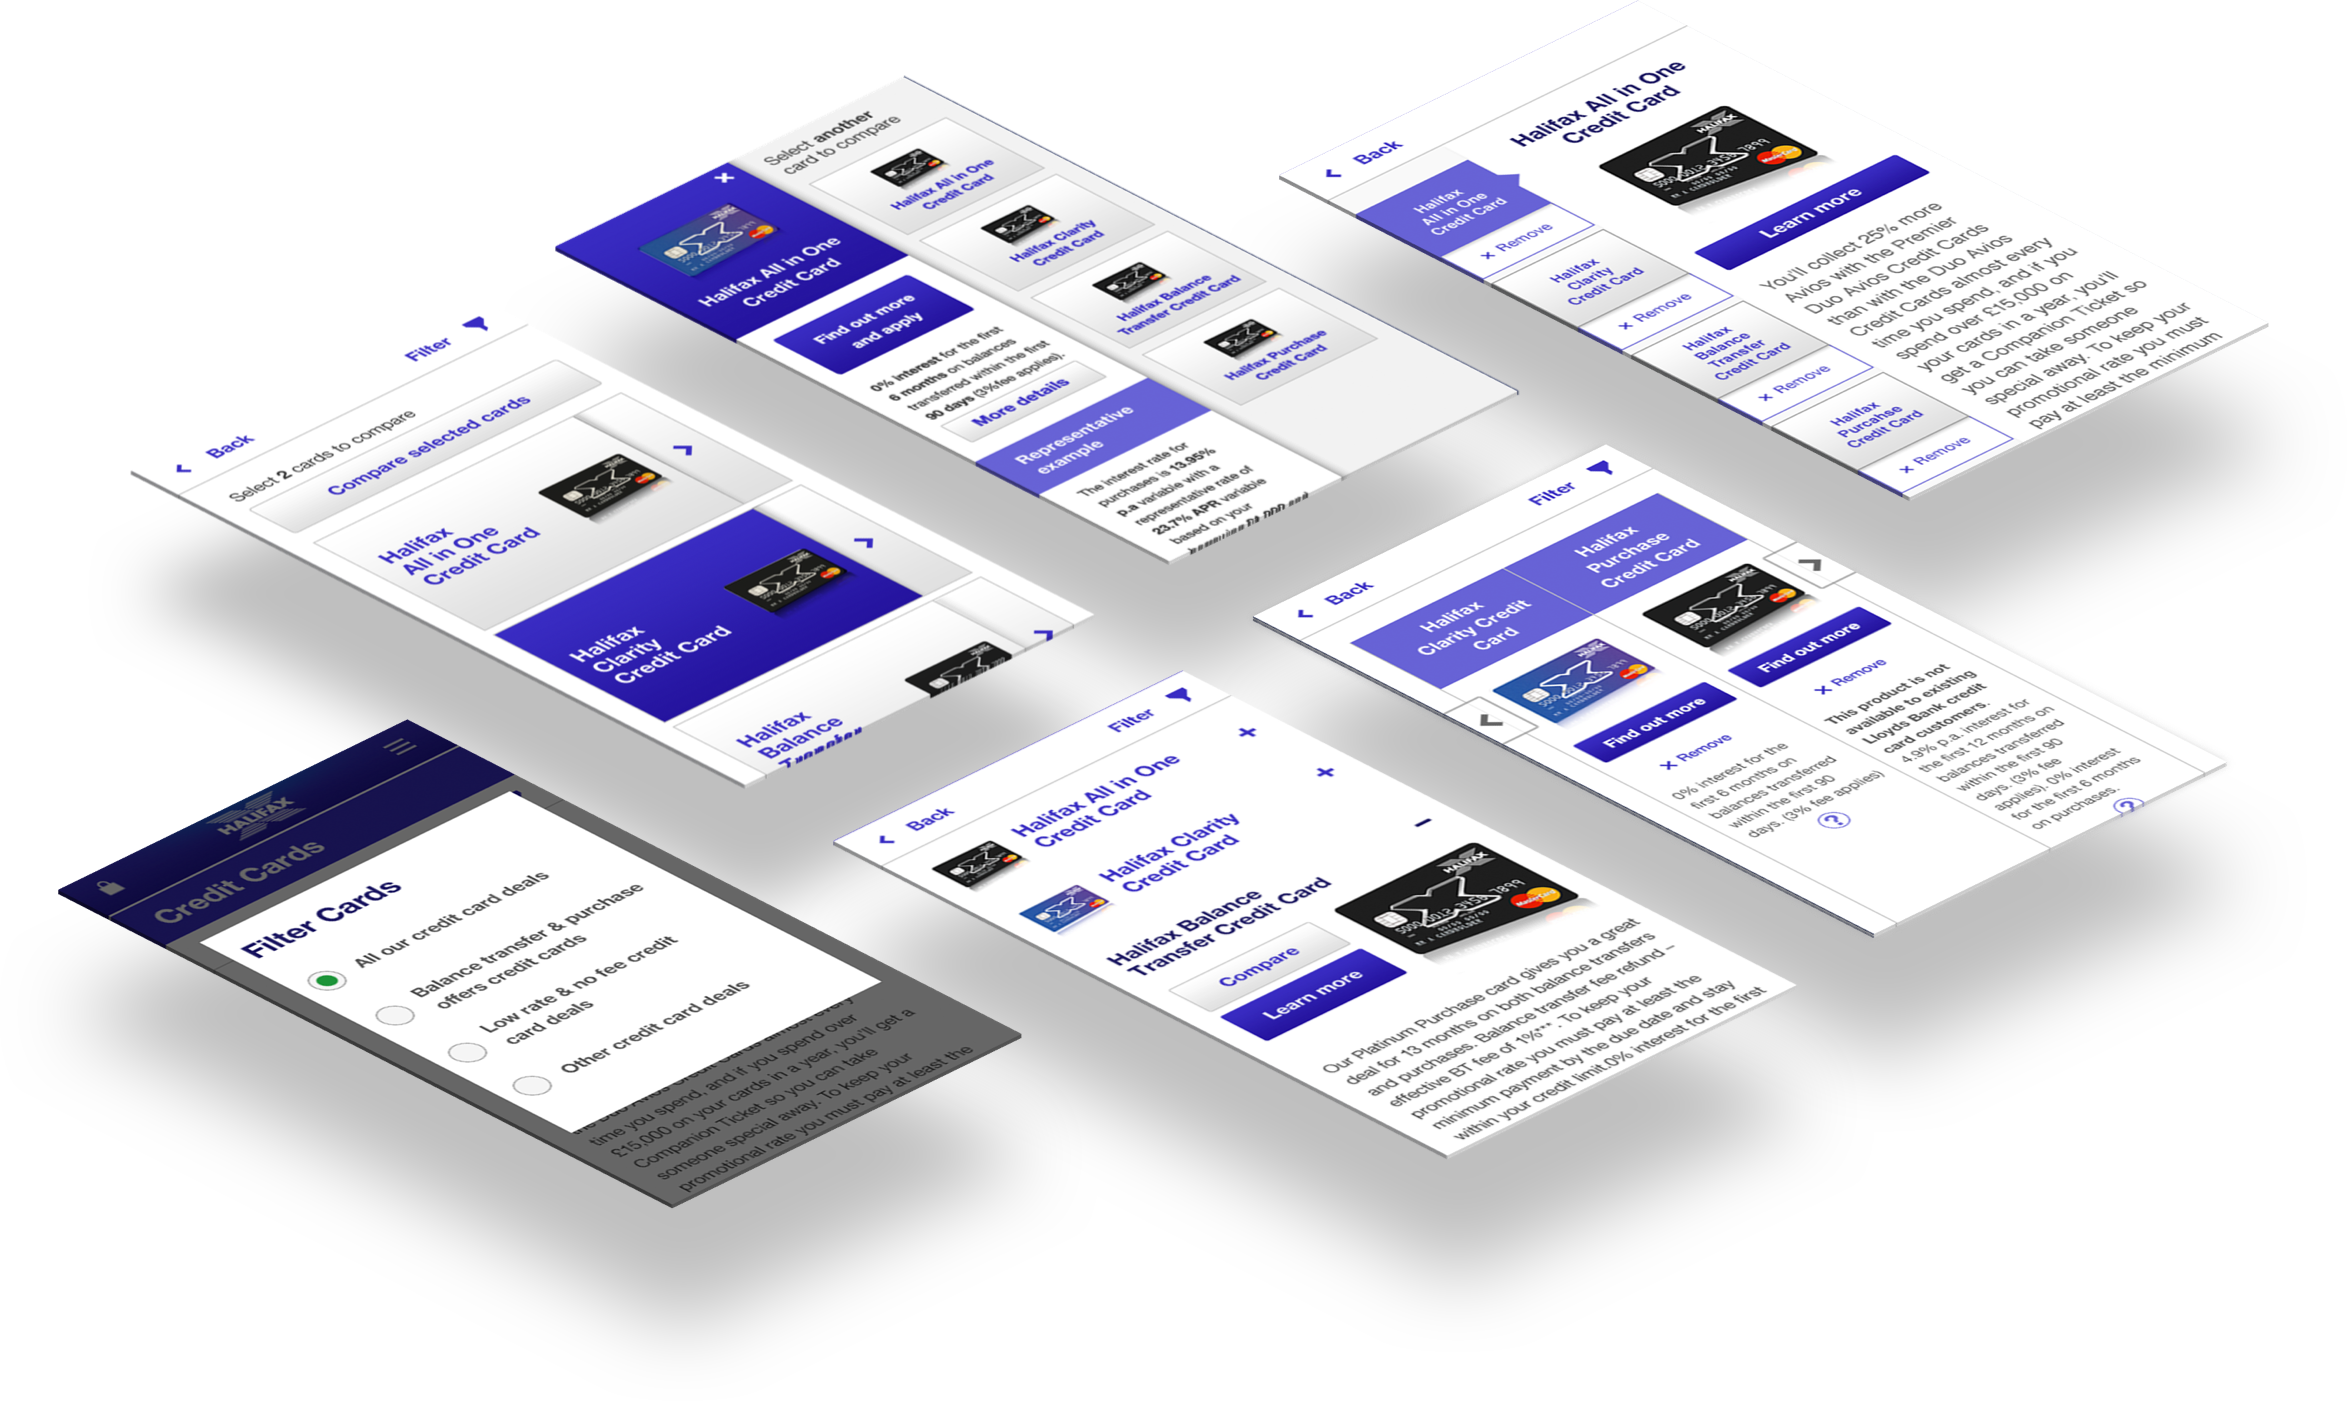 Back
Filter
Select 2 cards to compare
Compare selected cards
Halifax
All in One
Credit Card
Halifax
Clarity
Credit Card
Halifax
Balance
Transfer
Halifax All in One
Credit Card
Find out more
and apply
0% interest for the first
6 months on balances
transferred within the first
90 days (3%fee applies).
More details
Representative
example
The interest rate for
purchases is 13.95%
p.a variable with a
representative rate of
23.7% APR variable
based on your
Select another
card to compare
Halifax All in One
Credit Card
Halifax Clarity
Credit Card
Halifax Balance
Transfer Credit Card
Halifax Purchase
Credit Card
Back
Halifax
All in One
Credit Card
Remove
Halifax
Clarity
Credit Card
Remove
Halifax
Balance
Transfer
Credit Card
Remove
Halifax
Purcahse
Credit Card
Remove
Halifax All in One
Credit Card
HALIFAX
5000 0012 3456 7899
MR A CARDHOLDER
MasterCard
Learn more
You'll collect 25% more
Avios with the Premier
Duo Avios Credit Cards
than with the Duo Avios
Credit Cards almost every
time you spend, and if you
spend over £15,000 on
your cards in a year, you'll
get a Companion Ticket so
you can take someone
special away. To keep your
promotional rate you must
pay at least the minimum
HALIFAX
Credit Cards
Filter Cards
All our credit card deals
Balance transfer & purchase
offers credit cards
Low rate & no fee credit
card deals
Other credit card deals
time you spend, and if you spend over
£15,000 on your cards in a year, you'll get a
Companion Ticket so you can take
someone special away. To keep your
promotional rate you must pay at least the
Back
Filter
Halifax All in One
Credit Card
Halifax Clarity
Credit Card
Halifax Balance
Transfer Credit Card
Compare
Learn more
HALIFAX
5000 0012 3456 7899
MR A CARDHOLDER
MasterCard
Our Platinum Purchase card gives you a great
deal for 13 months on both balance transfers
and purchases. Balance transfer fee refund –
effective BT fee of 1%***. To keep your
promotional rate you must pay at least the
minimum payment by the due date and stay
within your credit limit.0% interest for the first
Back
Filter
Halifax
Clarity Credit
Card
Find out more
Remove
0% interest for the
first 6 months on
balances transferred
within the first 90
days. (3% fee applies)
?
Halifax
Purchase
Credit Card
Find out more
Remove
This product is not
available to existing
Lloyds Bank credit
card customers.
4.9% p.a. interest for
the first 12 months on
balances transferred
within the first 90
days. (3% fee
applies). 0% interest
for the first 6 months
on purchases.
?